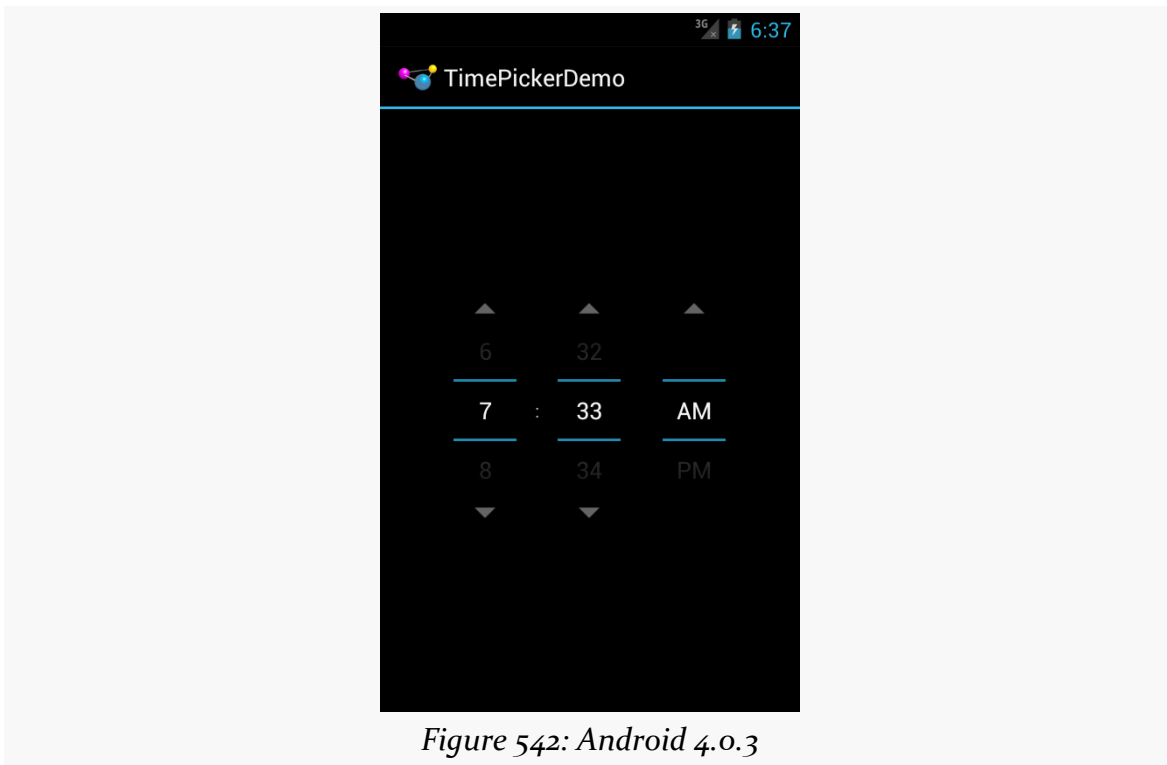 3G 6:37
TimePickerDemo
6 32
7 : 33 AM
8 34 PM
Figure 542: Android 4.0.3